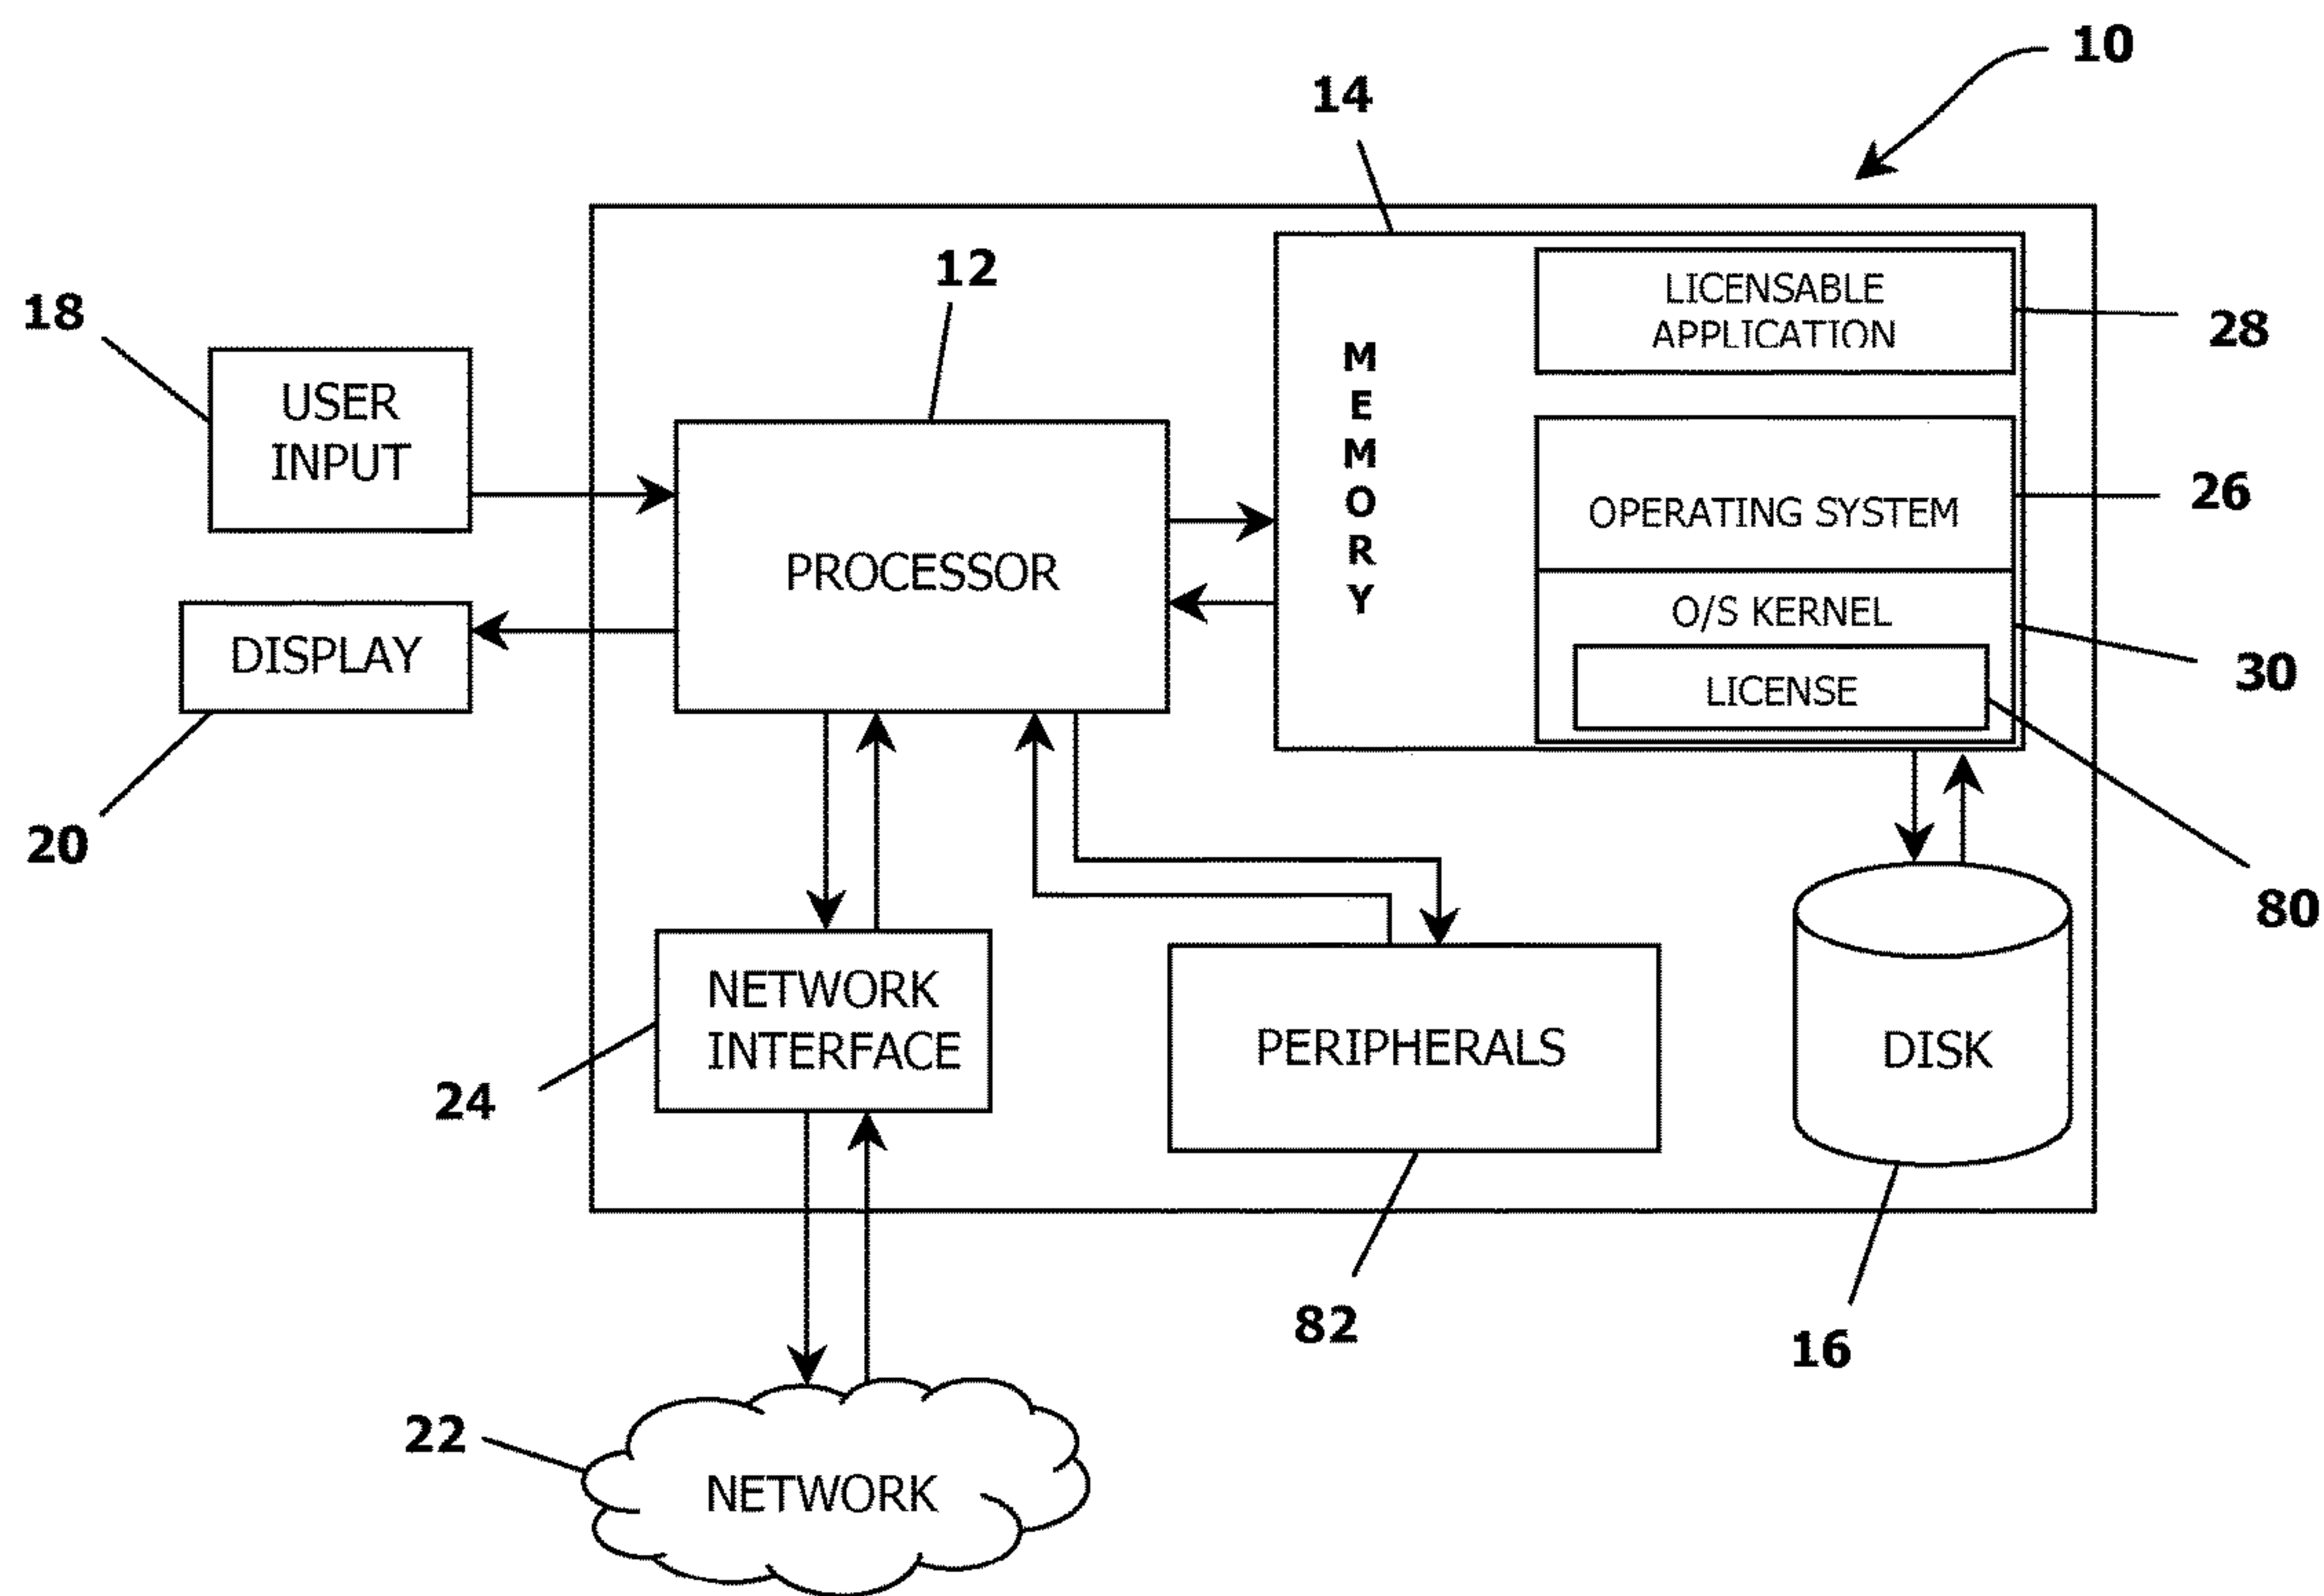 10
14
12
18
LICENSABLE
APPLICATION
28
USER
INPUT
MEMORY
OPERATING SYSTEM
26
PROCESSOR
O/S KERNEL
30
DISPLAY
LICENSE
20
80
NETWORK
INTERFACE
PERIPHERALS
DISK
24
82
16
22
NETWORK